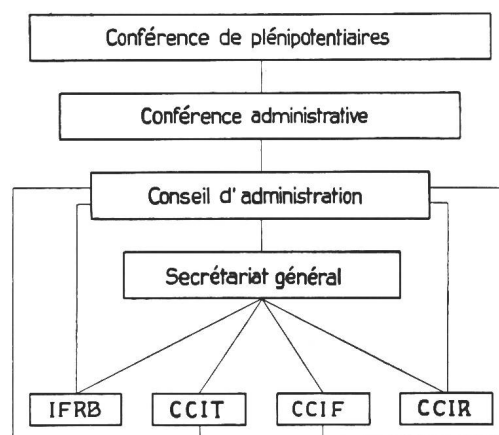 Conférence de plénipotentiaires
Conférence administrative
Conseil d'administration
Secrétariat général
IFRB CCIT CCIF CCIR